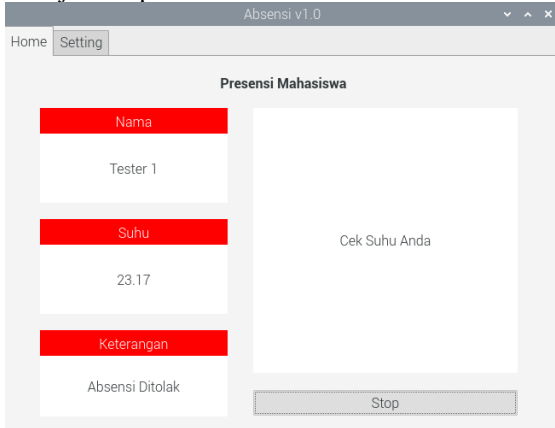 Absensi v1.0
Home Setting
Presensi Mahasiswa
Nama
Tester 1
Suhu
23.17
Keterangan
Absensi Ditolak
Cek Suhu Anda
Stop